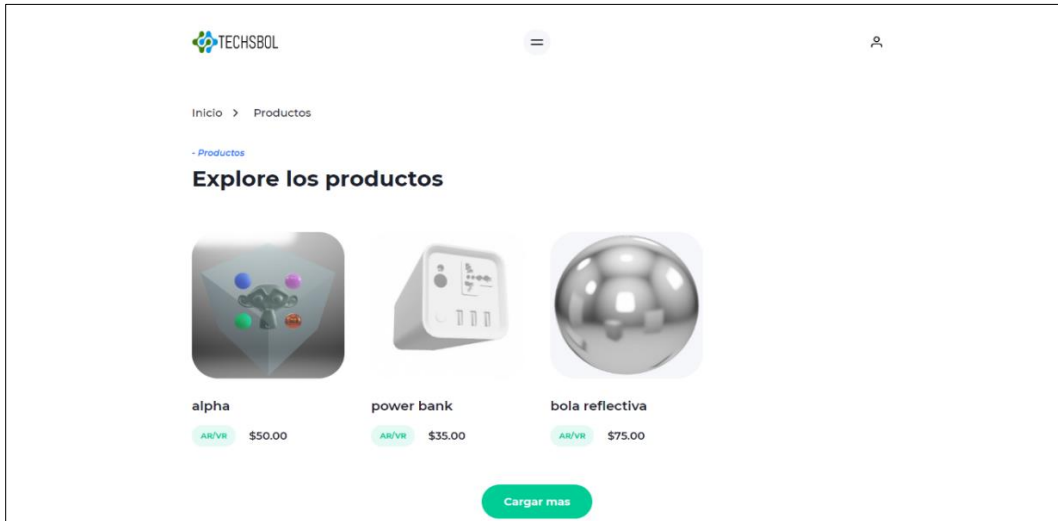 TECHSBOL
Inicio > Productos
- Productos
Explore los productos
alpha
AR/VR $50.00
power bank
AR/VR $35.00
bola reflectiva
AR/VR $75.00
Cargar mas